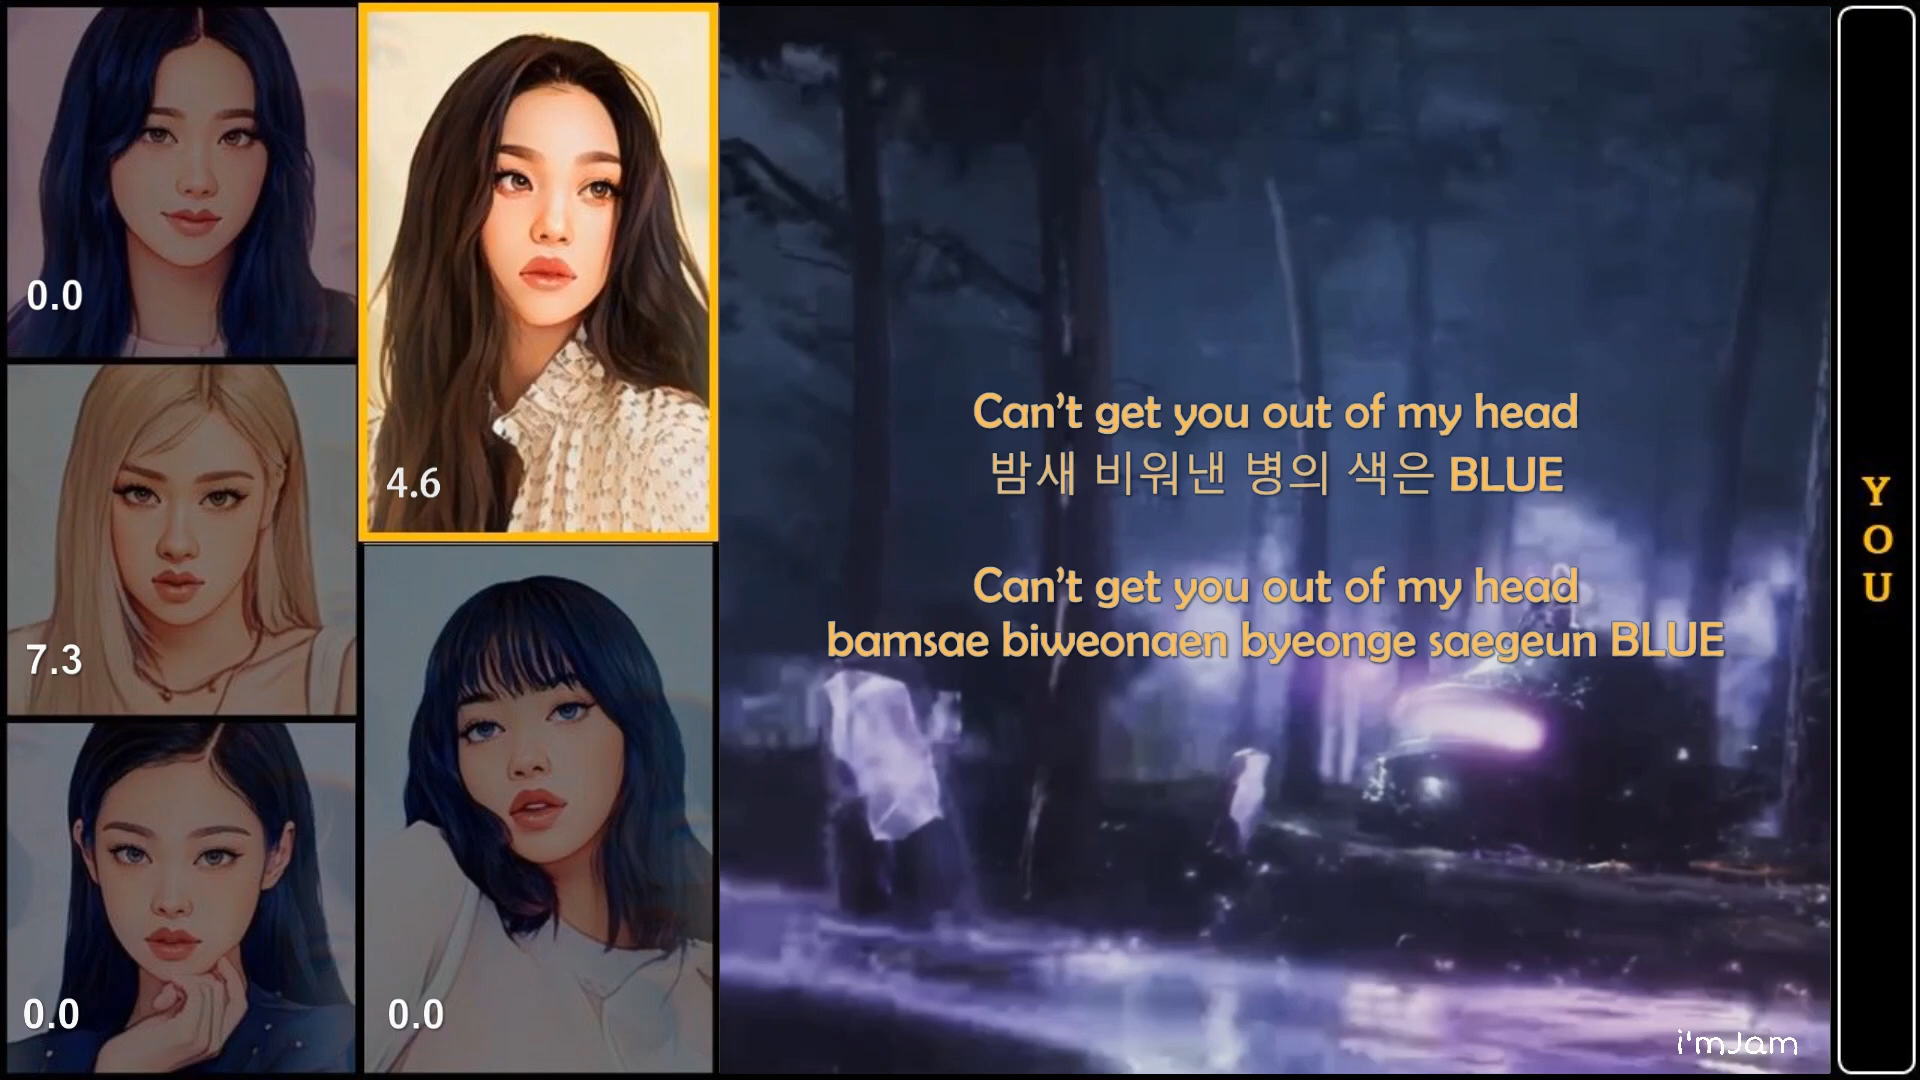 0.0
4.6
7.3
0.0
0.0
Can't get you out of my head
밤새 비워낸 병의 색은 BLUE
Can't get you out of my head
bamsae biweonaen byeonge saegeun BLUE
YOU
i'mJam